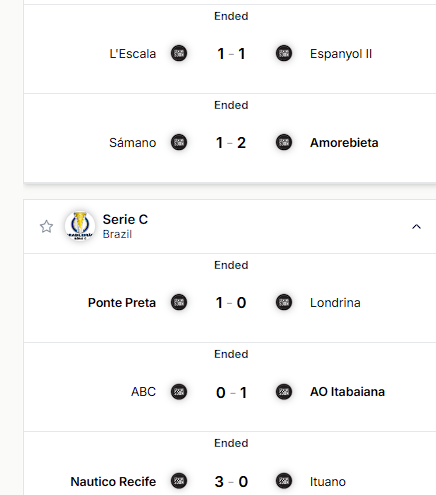 Ended
L'Escala 1 - 1 Espanyol II
Ended
Sámano 1 - 2 Amorebieta
Serie C
Brazil
Ended
Ponte Preta 1 - 0 Londrina
Ended
ABC 0 - 1 AO Itabaiana
Ended
Nautico Recife 3 - 0 Ituano